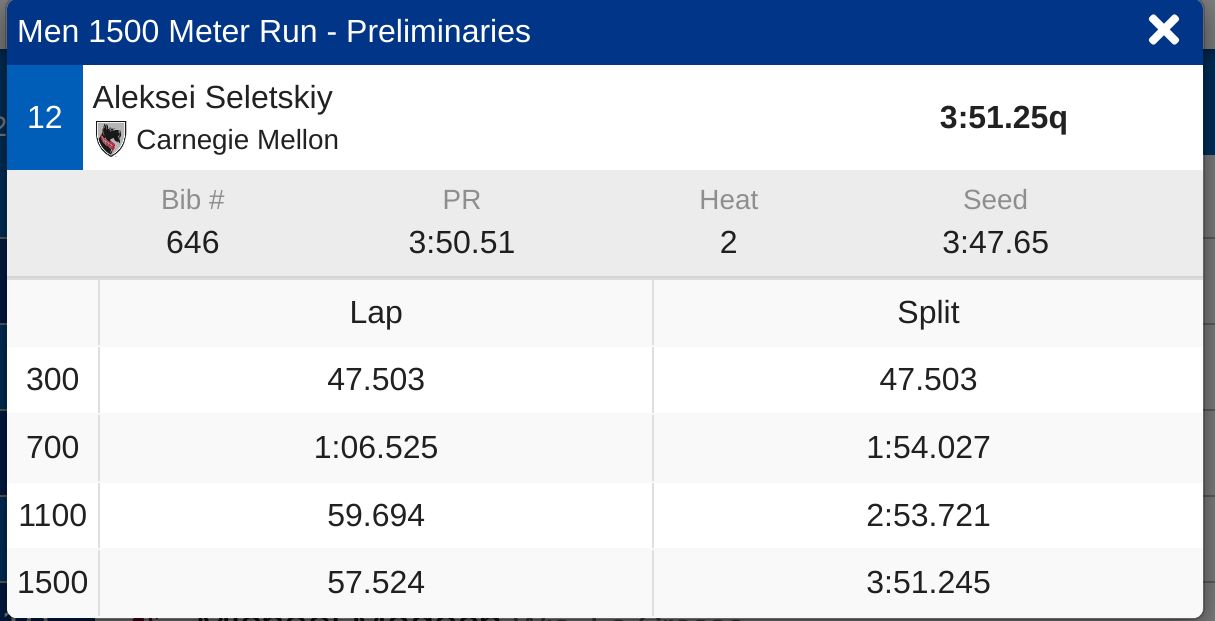 Men 1500 Meter Run - Preliminaries
12
Aleksei Seletskiy
Carnegie Mellon
3:51.25q
Bib # PR Heat Seed
646 3:50.51 2 3:47.65
Lap Split
300 47.503 47.503
700 1:06.525 1:54.027
1100 59.694 2:53.721
1500 57.524 3:51.245